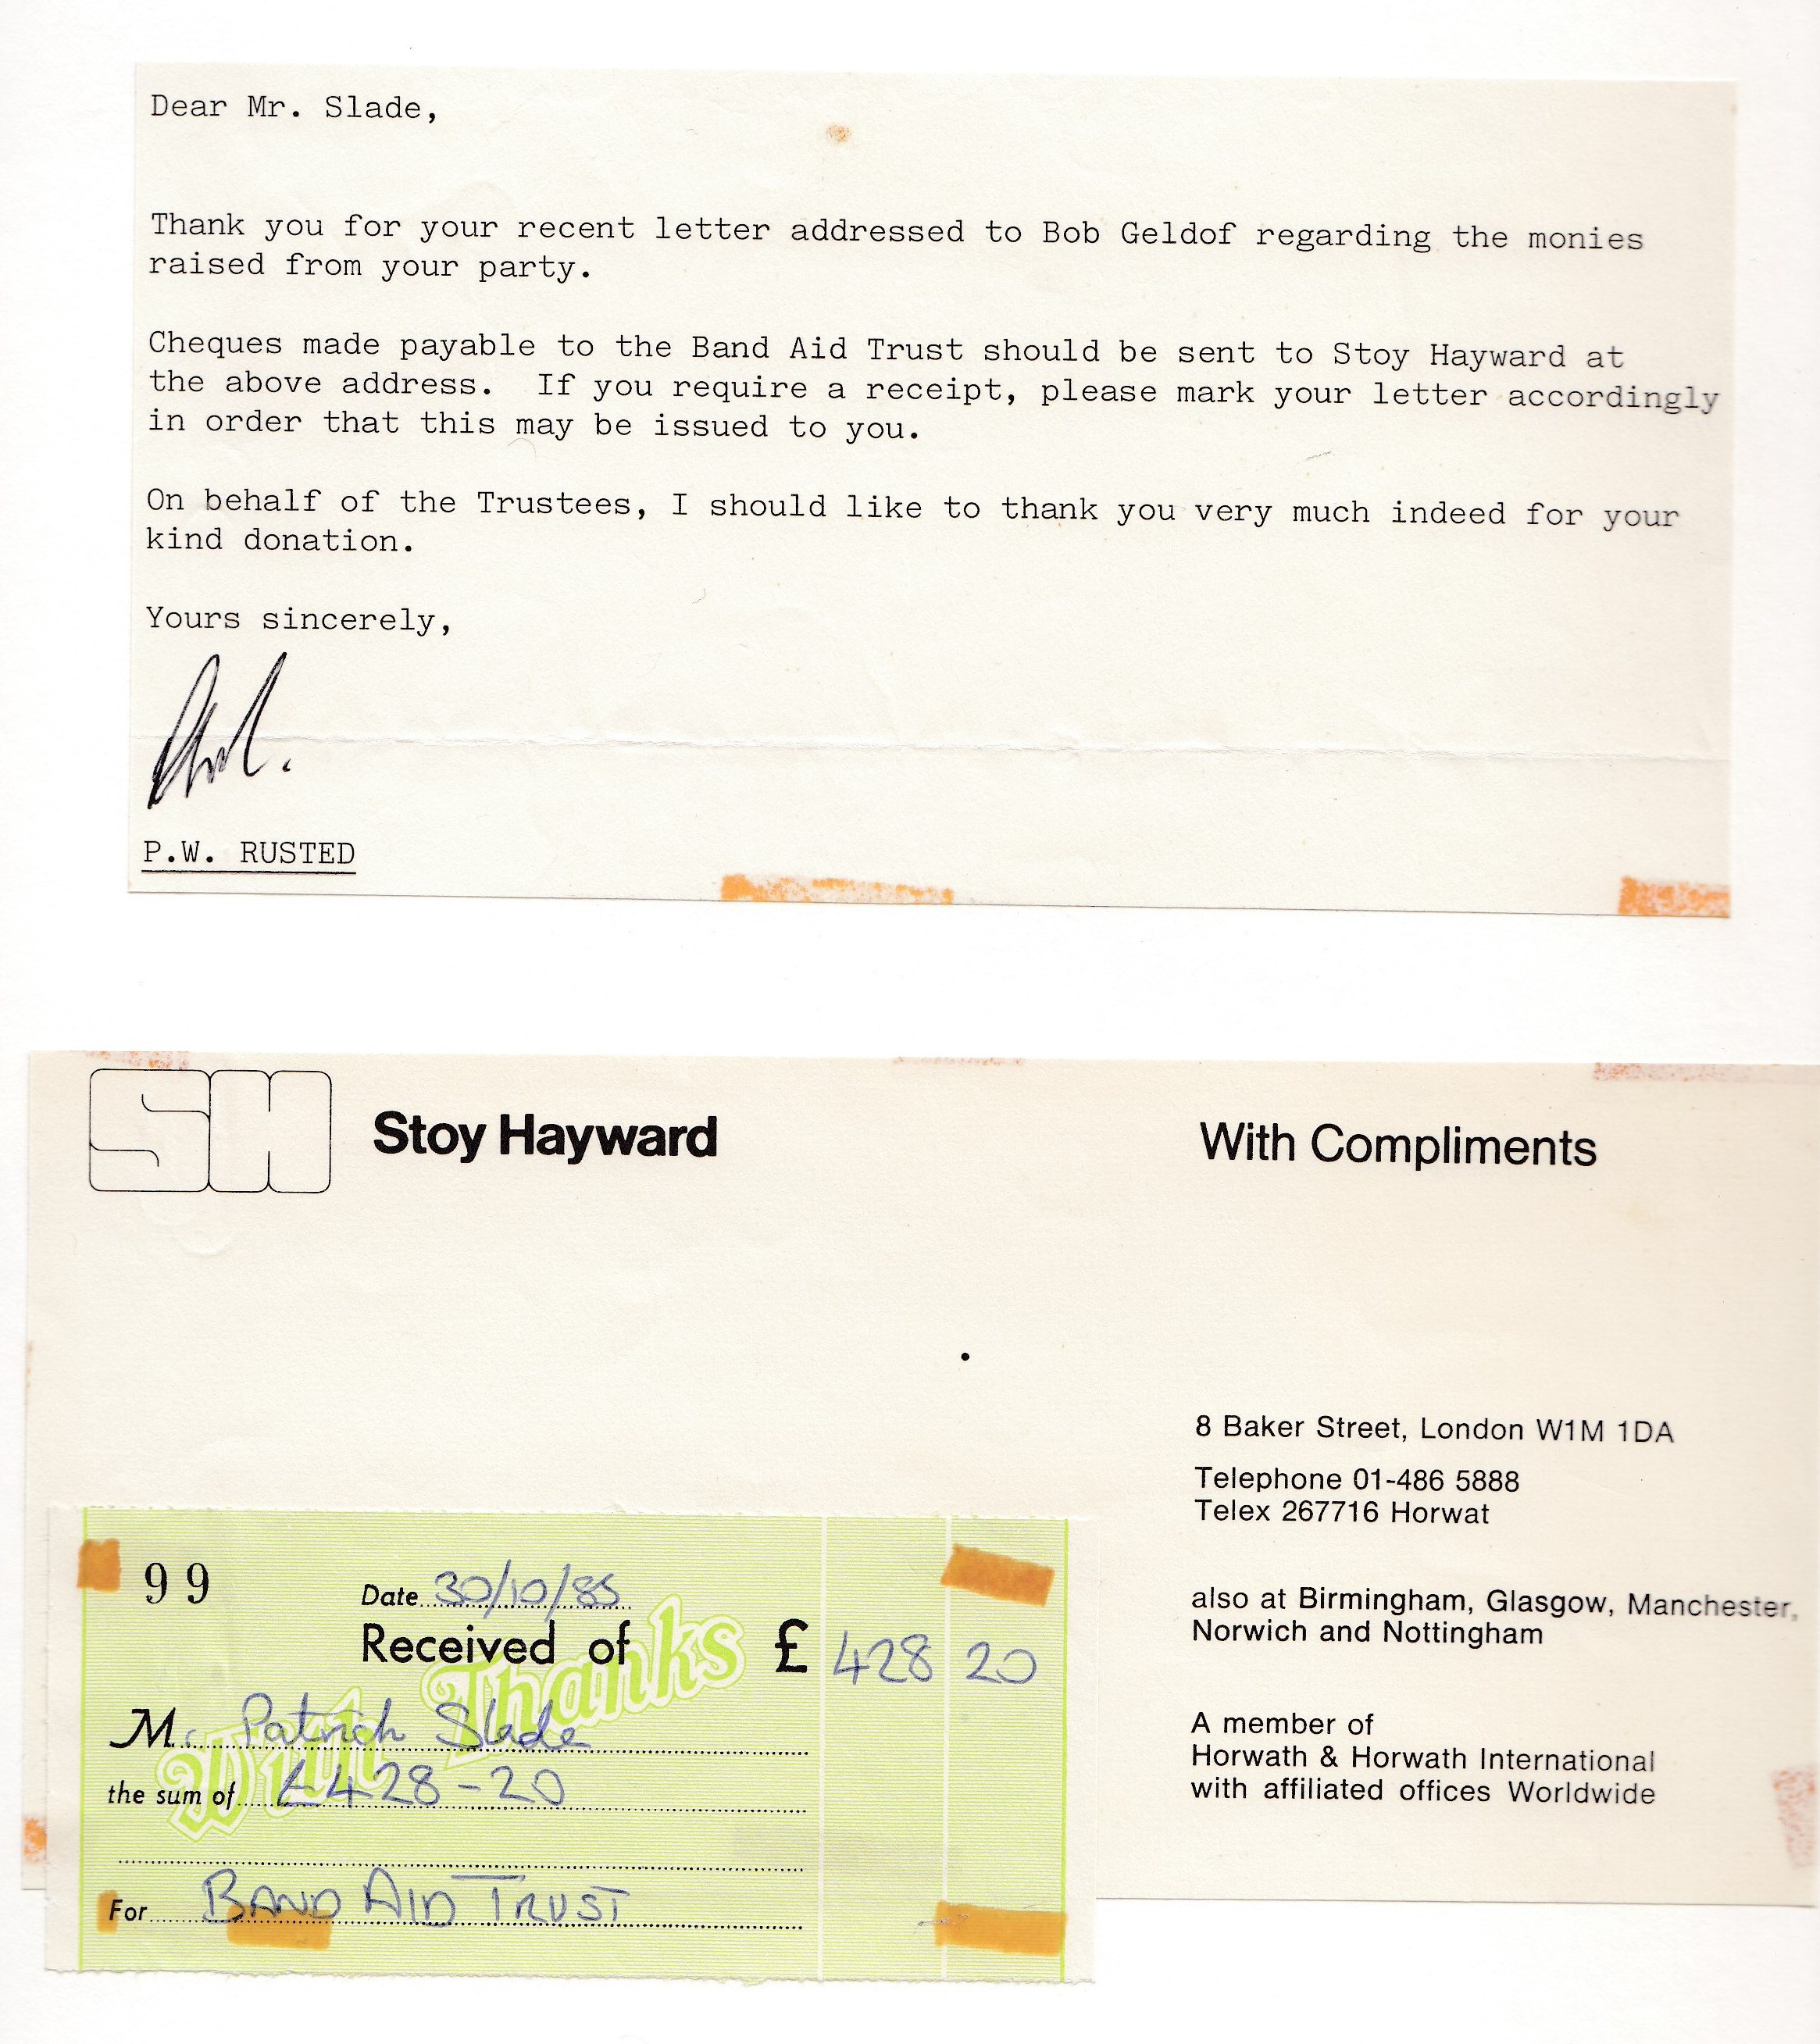 Dear Mr. Slade,
Thank you for your recent letter addressed to Bob Geldof regarding the monies
raised from your party.
Cheques made payable to the Band Aid Trust should be sent to Stoy Hayward at
the above address.  If you require a receipt, please mark your letter accordingly
in order that this may be issued to you.
On behalf of the Trustees, I should like to thank you very much indeed for your
kind donation.
Yours sincerely,
P.W. RUSTED
SH
Stoy Hayward
With Compliments
8 Baker Street, London W1M 1DA
Telephone 01-486 5888
Telex 267716 Horwat
also at Birmingham, Glasgow, Manchester,
Norwich and Nottingham
A member of
Horwath & Horwath International
with affiliated offices Worldwide
99
Date 30/10/85
Received of £ 428 20
With Thanks
Mr Patrick Slade
the sum of £428-20
For BAND AID TRUST